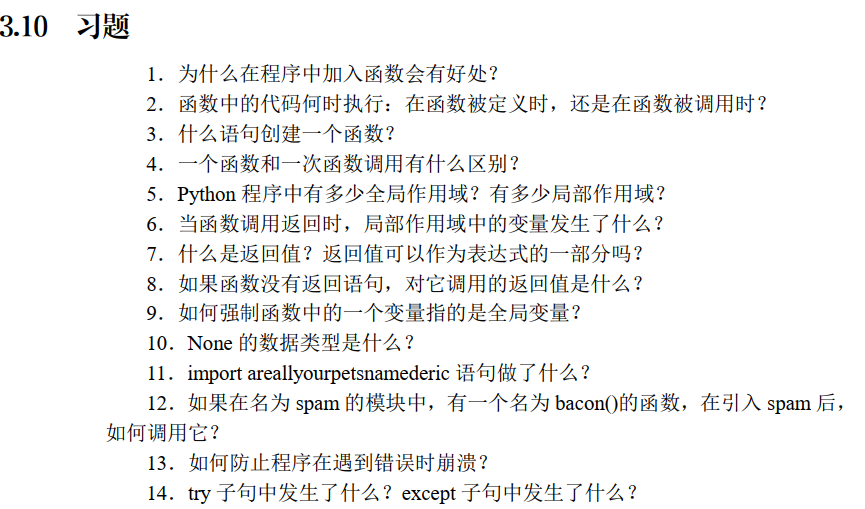 3.10 习题
1．为什么在程序中加入函数会有好处？
2．函数中的代码何时执行：在函数被定义时，还是在函数被调用时？
3．什么语句创建一个函数？
4．一个函数和一次函数调用有什么区别？
5．Python 程序中有多少全局作用域？有多少局部作用域？
6．当函数调用返回时，局部作用域中的变量发生了什么？
7．什么是返回值？返回值可以作为表达式的一部分吗？
8．如果函数没有返回语句，对它调用的返回值是什么？
9．如何强制函数中的一个变量指的是全局变量？
10．None 的数据类型是什么？
11．import areallyourpetsnamederic 语句做了什么？
12．如果在名为 spam 的模块中，有一个名为 bacon()的函数，在引入 spam 后，
如何调用它？
13．如何防止程序在遇到错误时崩溃？
14．try 子句中发生了什么？except 子句中发生了什么？